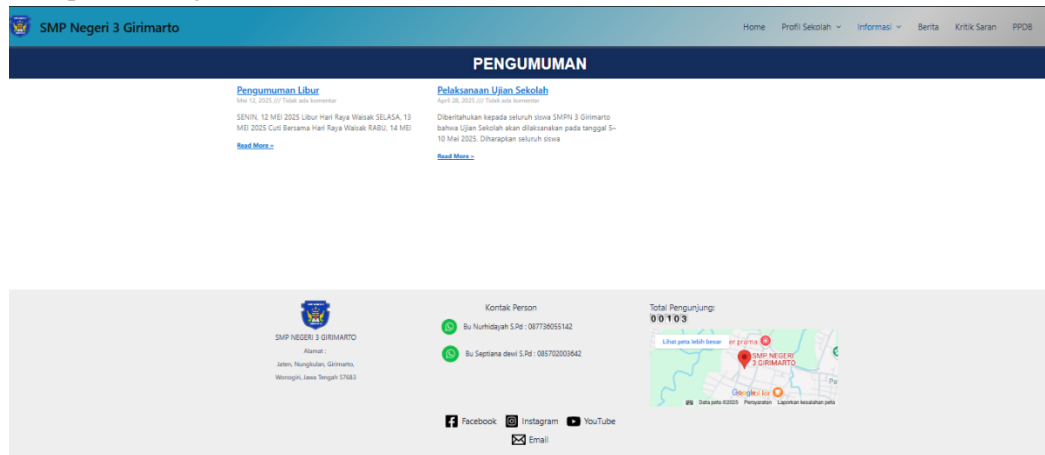 SMP Negeri 3 Girimarto
Home Profil Sekolah Informasi Berita Kritik Saran PPDB
PENGUMUMAN
Pengumuman Libur
Mei 12, 2025 /// Tidak ada komentar
SENIN, 12 MEI 2025 Libur Hari Raya Waisak SELASA, 13
MEI 2025 Cuti Bersama Hari Raya Waisak RABU, 14 MEI
Read More »
Pelaksanaan Ujian Sekolah
April 28, 2025 /// Tidak ada komentar
Diberitahukan kepada seluruh siswa SMPN 3 Girimarto
bahwa Ujian Sekolah akan dilaksanakan pada tanggal 5–
10 Mei 2025. Diharapkan seluruh siswa
Read More »
SMP NEGERI 3 GIRIMARTO
Alamat :
Jaten, Nungkulan, Girimarto,
Wonogiri, Jawa Tengah 57683
Kontak Person
Bu Nurhidayah S.Pd : 087736055142
Bu Septiana dewi S.Pd : 085702003642
Facebook Instagram YouTube
Email
Total Pengunjung:
00103
Lihat peta lebih besar
SMP NEGERI
3 GIRIMARTO
Google
Data peta ©2025 Persyaratan Laporkan kesalahan peta